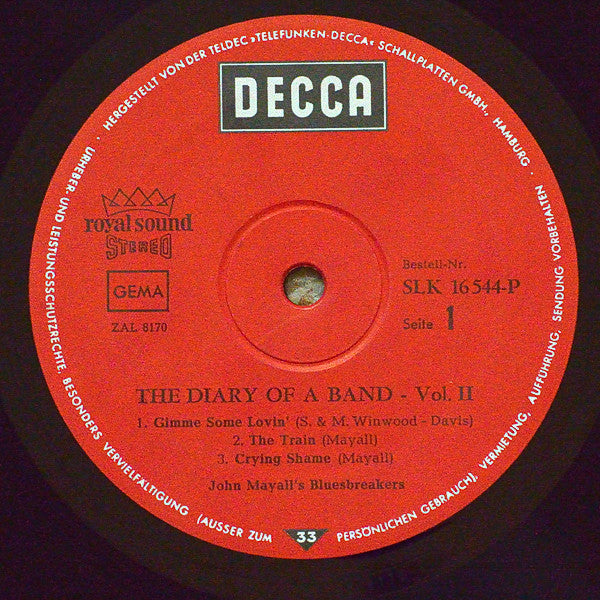 · HERGESTELLT VON DER TELDEC »TELEFUNKEN-DECCA« SCHALLPLATTEN GMBH., HAMBURG ·
URHEBER- UND LEISTUNGSSCHUTZRECHTE, BESONDERS VERVIELFÄLTIGUNG (AUSSER ZUM PERSÖNLICHEN GEBRAUCH), VERMIETUNG, AUFFÜHRUNG, SENDUNG VORBEHALTEN
DECCA
royal sound
STEREO
GEMA
ZAL 8170
Bestell-Nr.
SLK 16 544-P
Seite 1
THE DIARY OF A BAND - Vol. II
1. Gimme Some Lovin' (S. & M. Winwood - Davis)
2. The Train (Mayall)
3. Crying Shame (Mayall)
John Mayall's Bluesbreakers
33